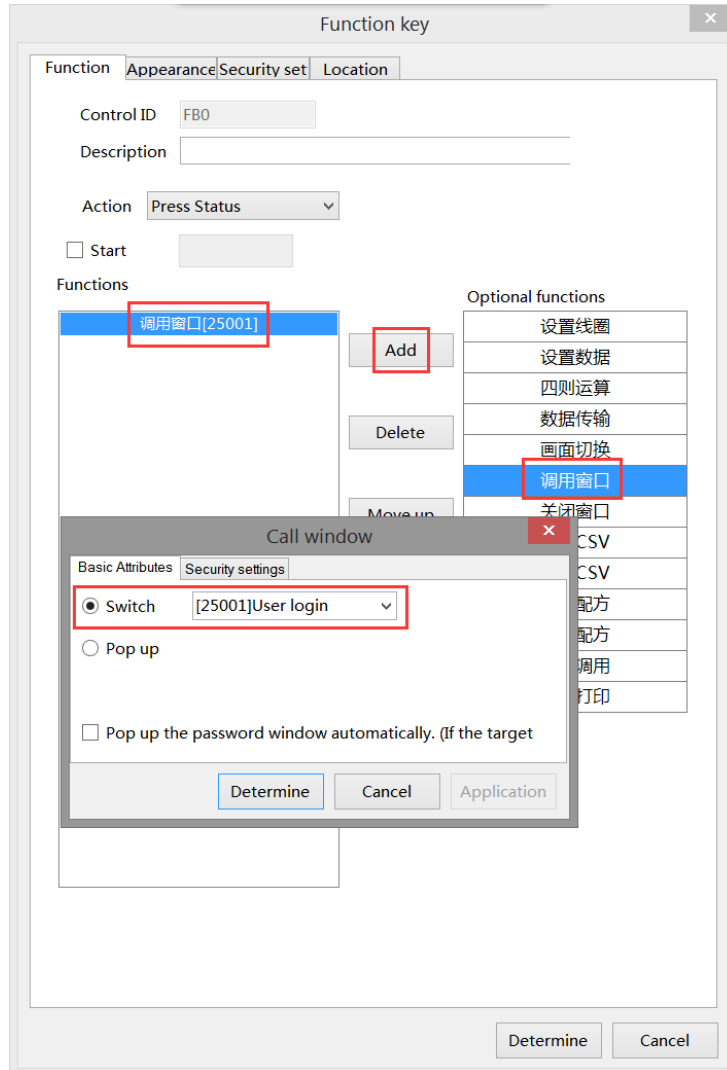 Function key
Function Appearance Security set Location
Control ID FB0
Description
Action Press Status
Start
Functions
Optional functions
调用窗口[25001]
设置线圈
Add
设置数据
四则运算
数据传输
Delete
画面切换
调用窗口
Move up
关闭窗口
Call window
CSV
Basic Attributes Security settings
CSV
Switch [25001]User login
配方
配方
Pop up
调用
打印
Pop up the password window automatically. (If the target
Determine Cancel Application
Determine Cancel